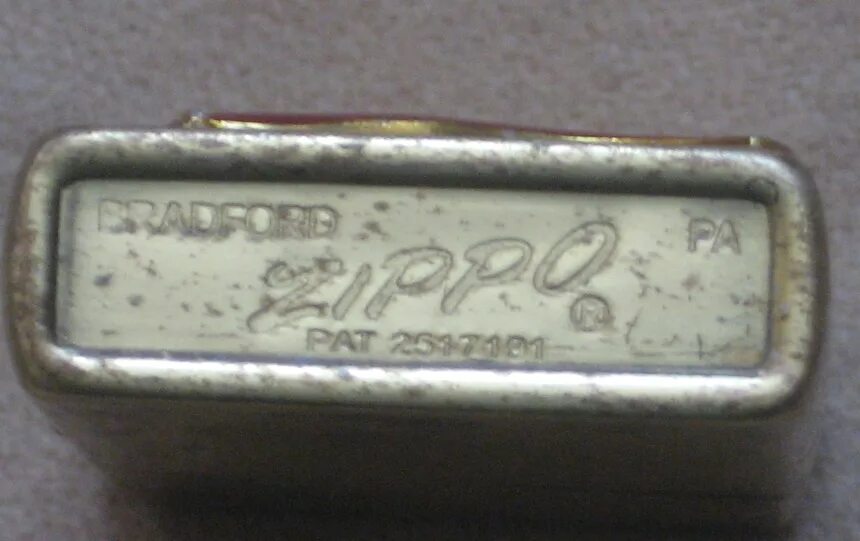 BRADFORD PA
ZIPPO ®
PAT 2517191